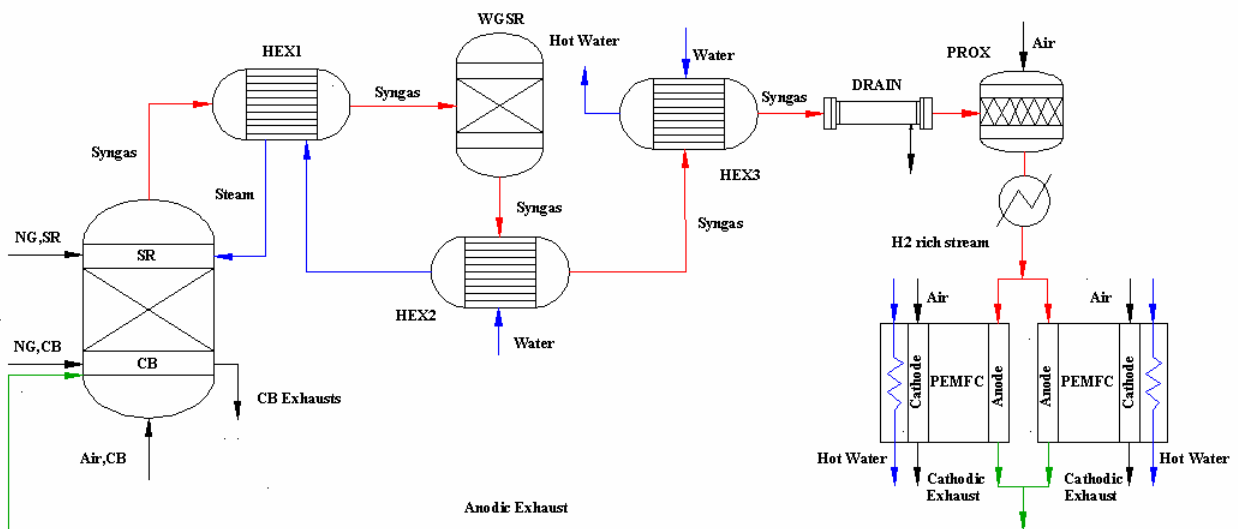 WGSR
HEX1
Hot Water
Water
PROX
Air
DRAIN
Syngas
Syngas
Syngas
HEX3
Steam
Syngas
Syngas
NG,SR
SR
H2 rich stream
HEX2
Water
Air
Air
NG,CB
CB
CB Exhausts
Cathode
PEMFC
Anode
Anode
PEMFC
Cathode
Air,CB
Hot Water
Cathodic
Exhaust
Cathodic
Exhaust
Hot Water
Anodic Exhaust